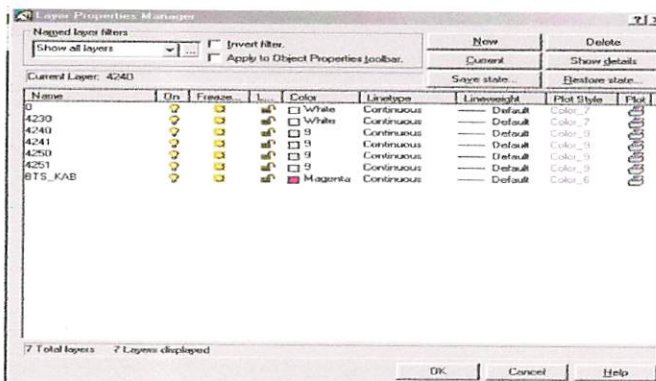 Layer Properties Manager
Named layer filters
Show all layers
...
Invert filter.
Apply to Object Properties toolbar.
New
Delete
Current
Show details
Save state...
Restore state...
Current Layer: 4240
Name On Freeze... L... Color Linetype Lineweight Plot Style Plot
0 White Continuous Default Color_7
4230 White Continuous Default Color_7
4240 9 Continuous Default Color_9
4241 9 Continuous Default Color_9
4250 9 Continuous Default Color_9
4251 9 Continuous Default Color_9
BTS_KAB Magenta Continuous Default Color_6
7 Total layers 7 Layers displayed
OK
Cancel
Help